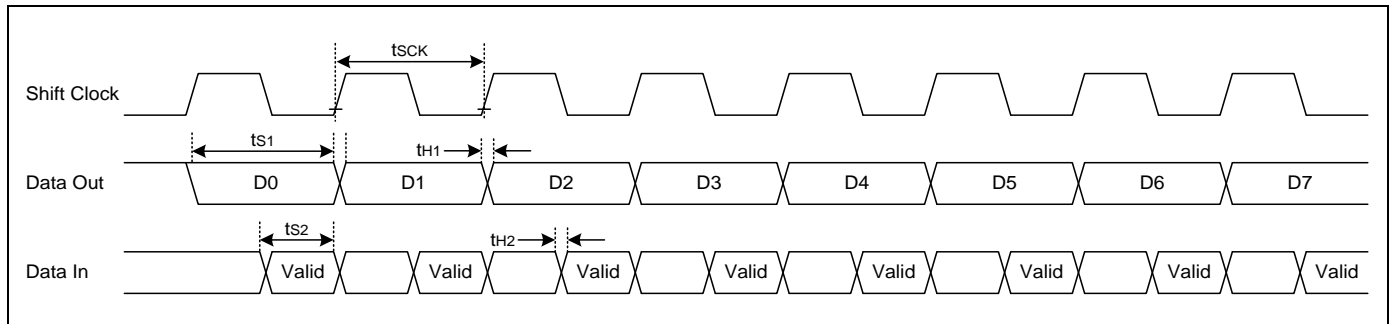 tSCK
Shift Clock
tS1
tH1
Data Out D0 D1 D2 D3 D4 D5 D6 D7
tS2
tH2
Data In Valid Valid Valid Valid Valid Valid Valid Valid